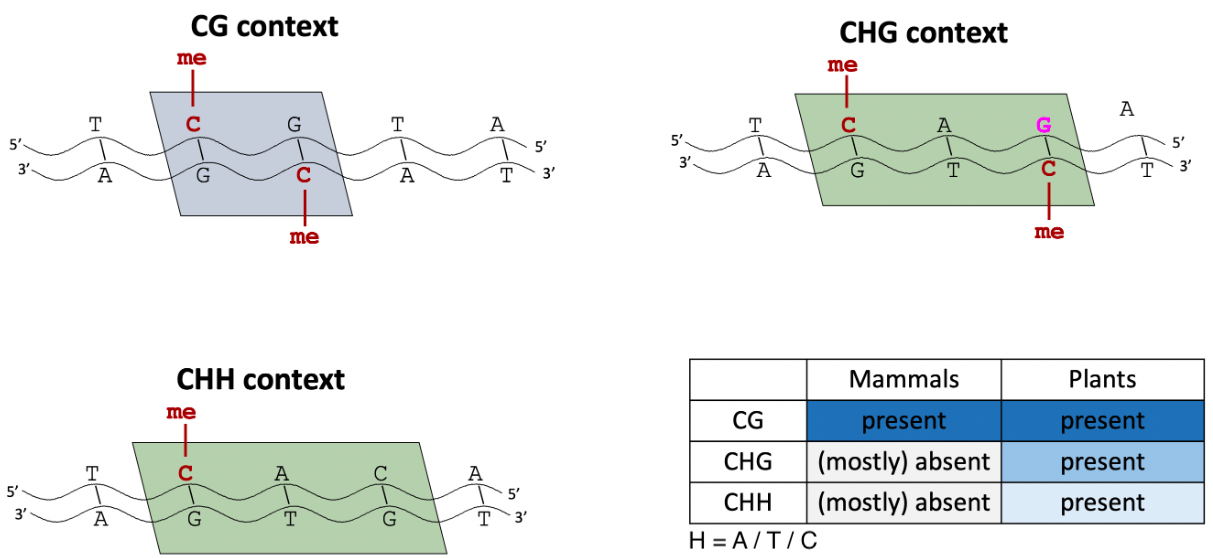 CG context
me
T C G T A
5’ 5’
3’ 3’
A G C A T
me
CHG context
me
T C A G A
5’ 5’
3’ 3’
A G T C T
me
CHH context
me
T C A C A
5’ 5’
3’ 3’
A G T G T
Mammals Plants
CG present present
CHG (mostly) absent present
CHH (mostly) absent present
H = A / T / C